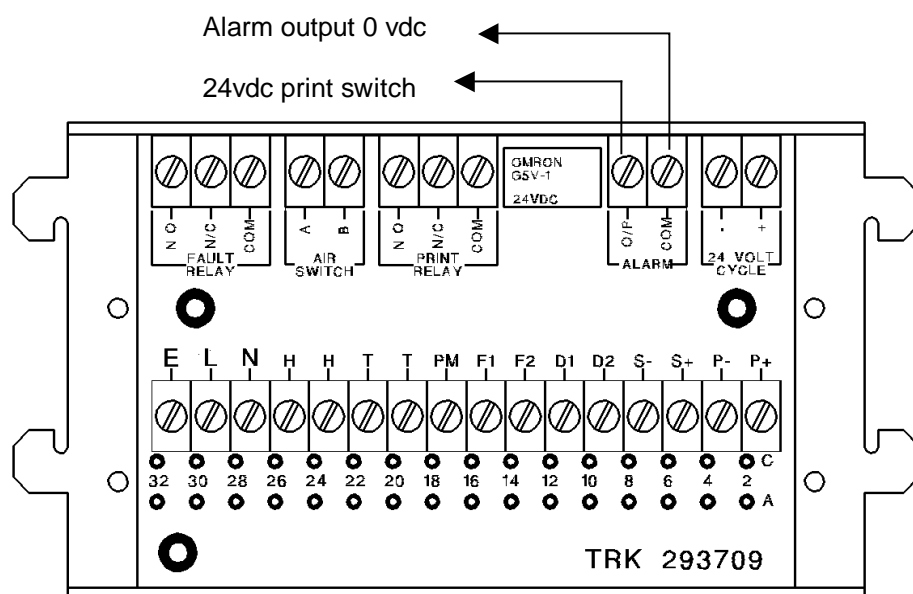 Alarm output 0 vdc
24vdc print switch
OMRON
G5V-1
24VDC
N O N/C COM A B N O N/C COM O/P COM - +
FAULT RELAY
AIR SWITCH
PRINT RELAY
ALARM
24 VOLT CYCLE
E L N H H T T PM F1 F2 D1 D2 S- S+ P- P+
C
32 30 28 26 24 22 20 18 16 14 12 10 8 6 4 2
A
TRK 293709